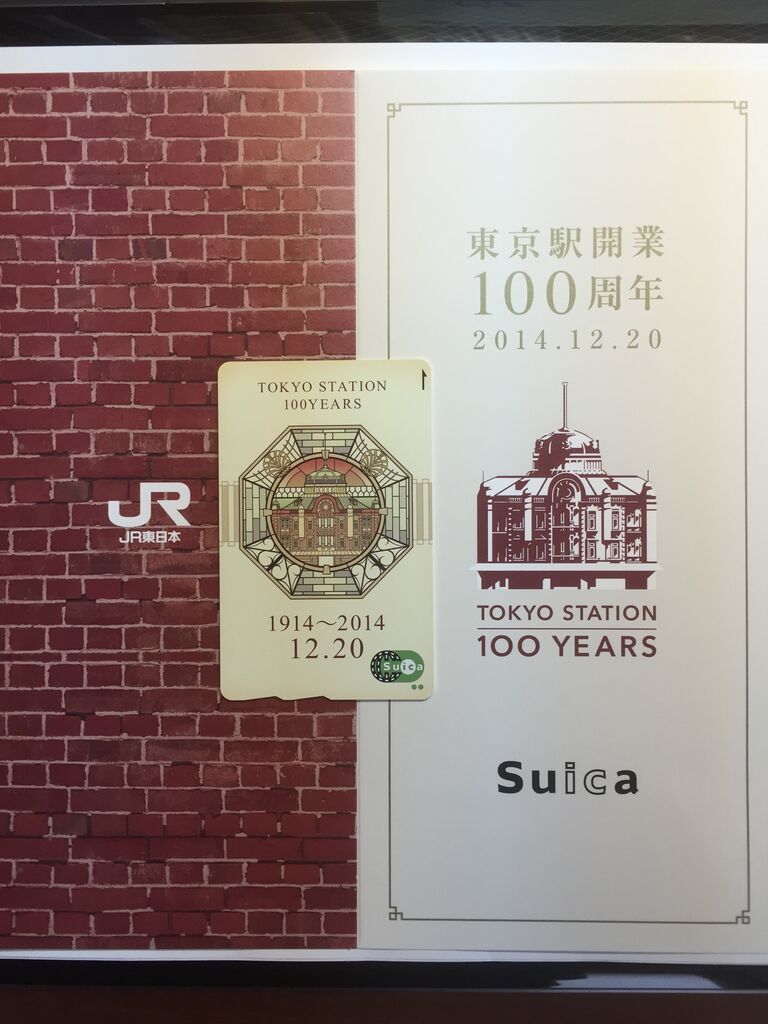 JR
JR東日本
TOKYO STATION
100YEARS
1914～2014
12.20
Suica
東京駅開業
100周年
2014.12.20
TOKYO STATION
100 YEARS
Suica